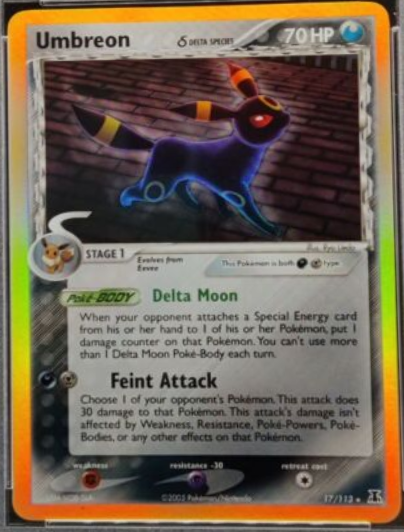 Umbreon
δ DELTA SPECIES
70 HP
Illus. Ryo Ueda
STAGE 1
Evolves from
Eevee
This Pokémon is both type
Poké-BODY Delta Moon
When your opponent attaches a Special Energy card
from his or her hand to 1 of his or her Pokémon, put 1
damage counter on that Pokémon. You can't use more
than 1 Delta Moon Poké-Body each turn.
Feint Attack
Choose 1 of your opponent's Pokémon. This attack does
30 damage to that Pokémon. This attack's damage isn't
affected by Weakness, Resistance, Poké-Powers, Poké-
Bodies, or any other effects on that Pokémon.
weakness
resistance -30
retreat cost
©2005 Pokémon/Nintendo
17/113 ★